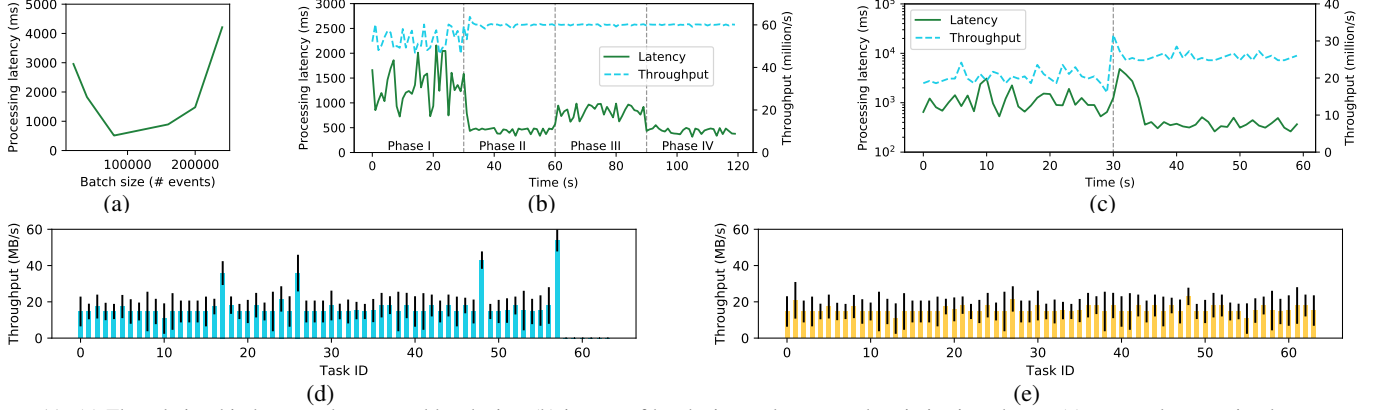 5000
4000
3000
2000
1000
0
Processing latency (ms)
100000 200000
Batch size (# events)
(a)
3000
2500
2000
1500
1000
500
0
Processing latency (ms)
Latency
Throughput
Phase I Phase II Phase III Phase IV
60
40
20
0
Throughput (million/s)
0 20 40 60 80 100 120
Time (s)
(b)
10^5
10^4
10^3
10^2
Processing latency (ms)
Latency
Throughput
40
30
20
10
0
Throughput (million/s)
0 10 20 30 40 50 60
Time (s)
(c)
60
40
20
0
Throughput (MB/s)
0 10 20 30 40 50 60
Task ID
(d)
60
40
20
0
Throughput (MB/s)
0 10 20 30 40 50 60
Task ID
(e)